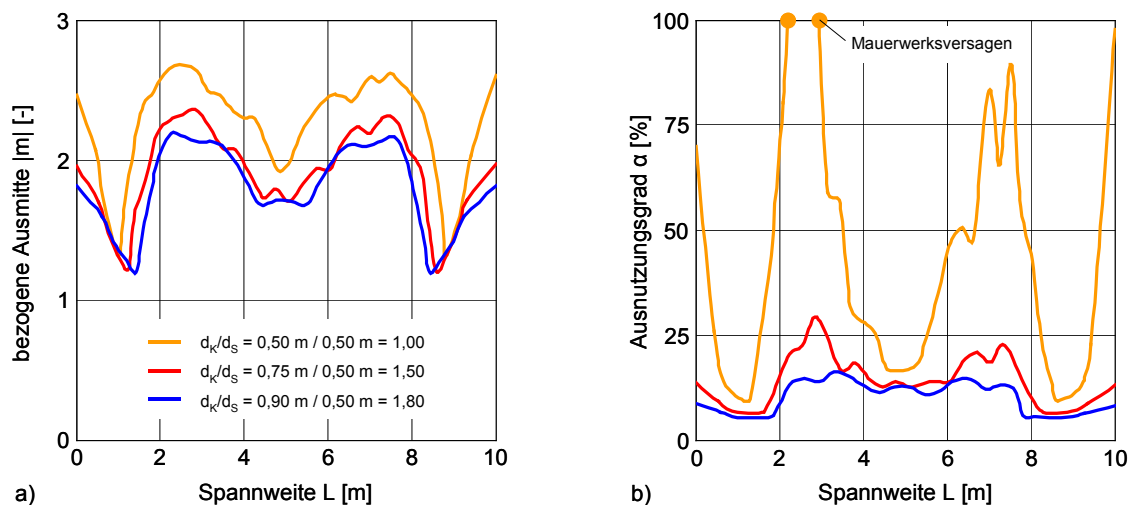 bezogene Ausmitte |m| [-]
3
2
1
0
d_K/d_S = 0,50 m / 0,50 m = 1,00
d_K/d_S = 0,75 m / 0,50 m = 1,50
d_K/d_S = 0,90 m / 0,50 m = 1,80
0 2 4 6 8 10
a) Spannweite L [m]
Ausnutzungsgrad α [%]
100
75
50
25
0
Mauerwerksversagen
0 2 4 6 8 10
b) Spannweite L [m]